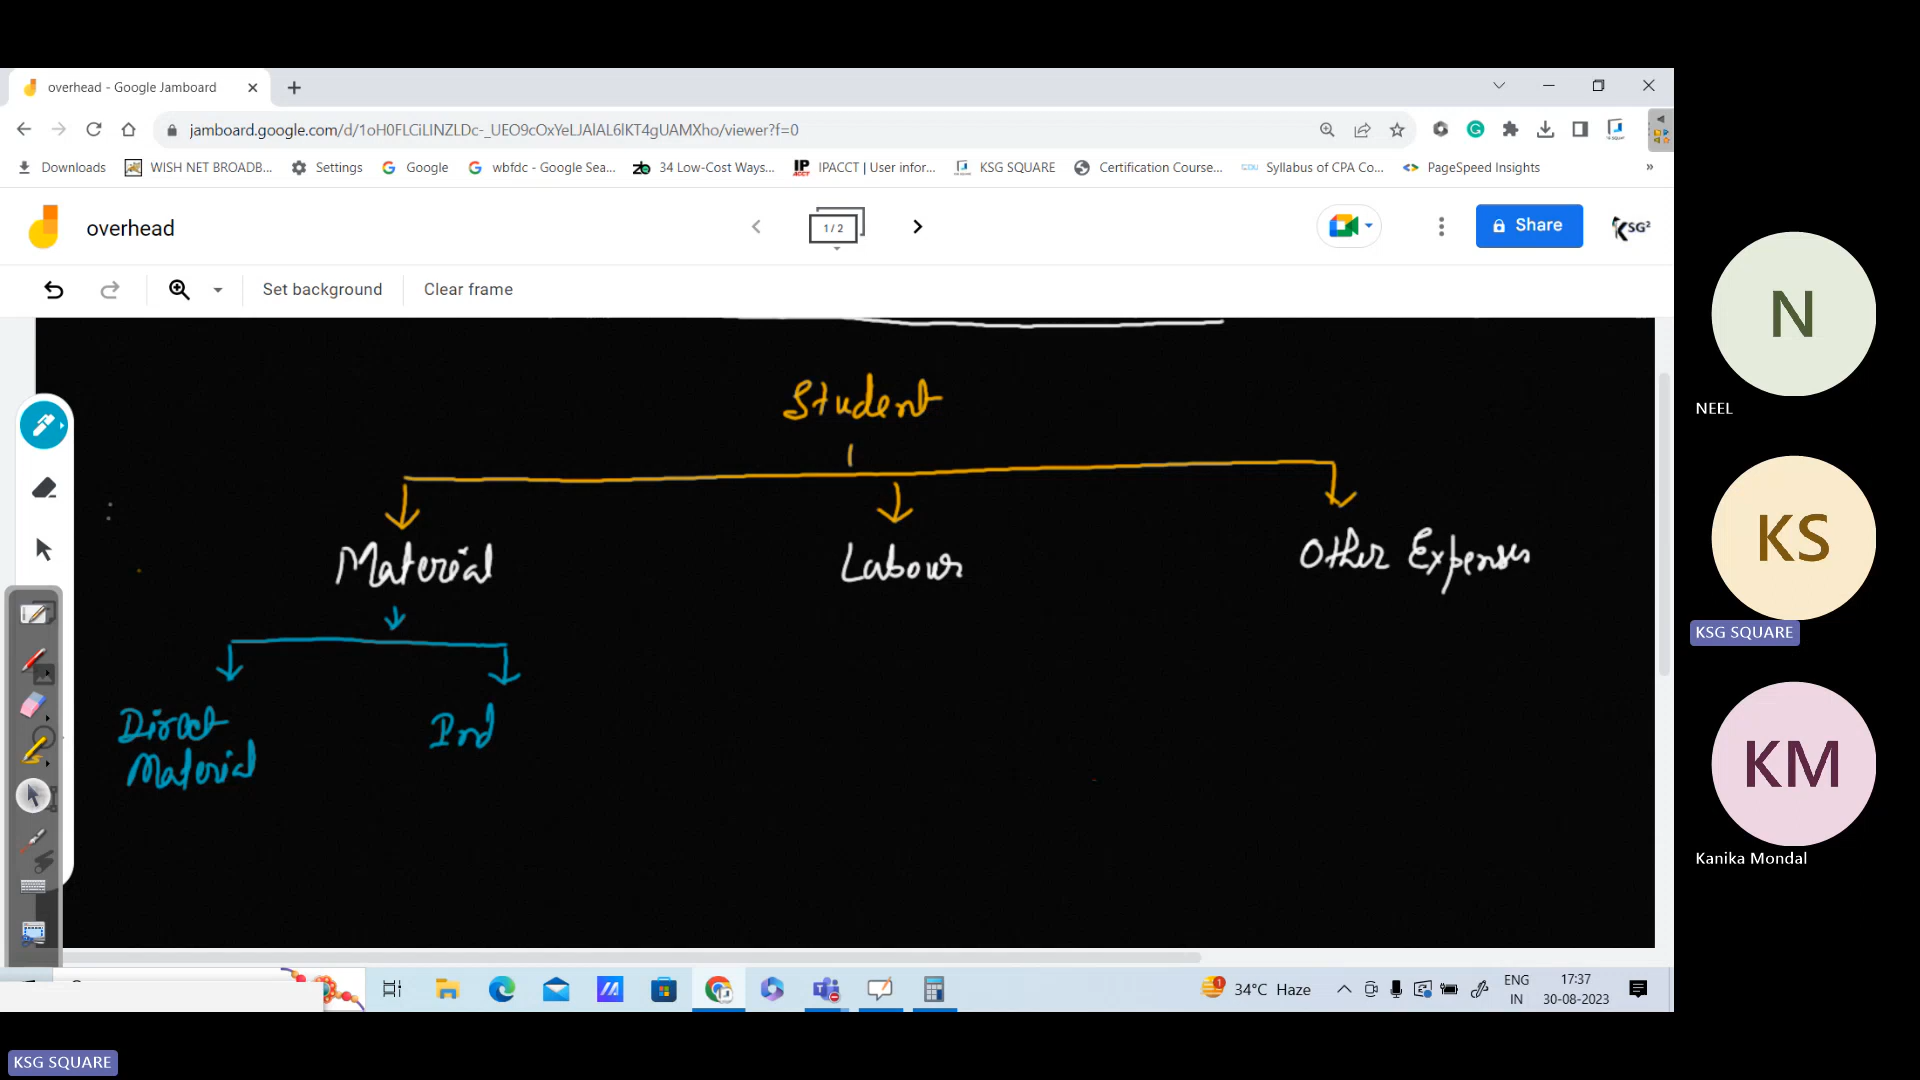 overhead - Google Jamboard
jamboard.google.com/d/1oH0FLCiLINZLDc-_UEO9cOxYeLJAlAL6lKT4gUAMXho/viewer?f=0
Downloads WISH NET BROADB... Settings Google wbfdc - Google Sea... 34 Low-Cost Ways... IPACCT | User infor... KSG SQUARE Certification Course... Syllabus of CPA Co... PageSpeed Insights »
overhead
1 / 2
Share
KSG²
Set background Clear frame
Student
Material Labour Other Expenses
Direct Ind
Material
N
NEEL
KS
KSG SQUARE
KM
Kanika Mondal
34°C Haze
ENG
IN
17:37
30-08-2023
KSG SQUARE